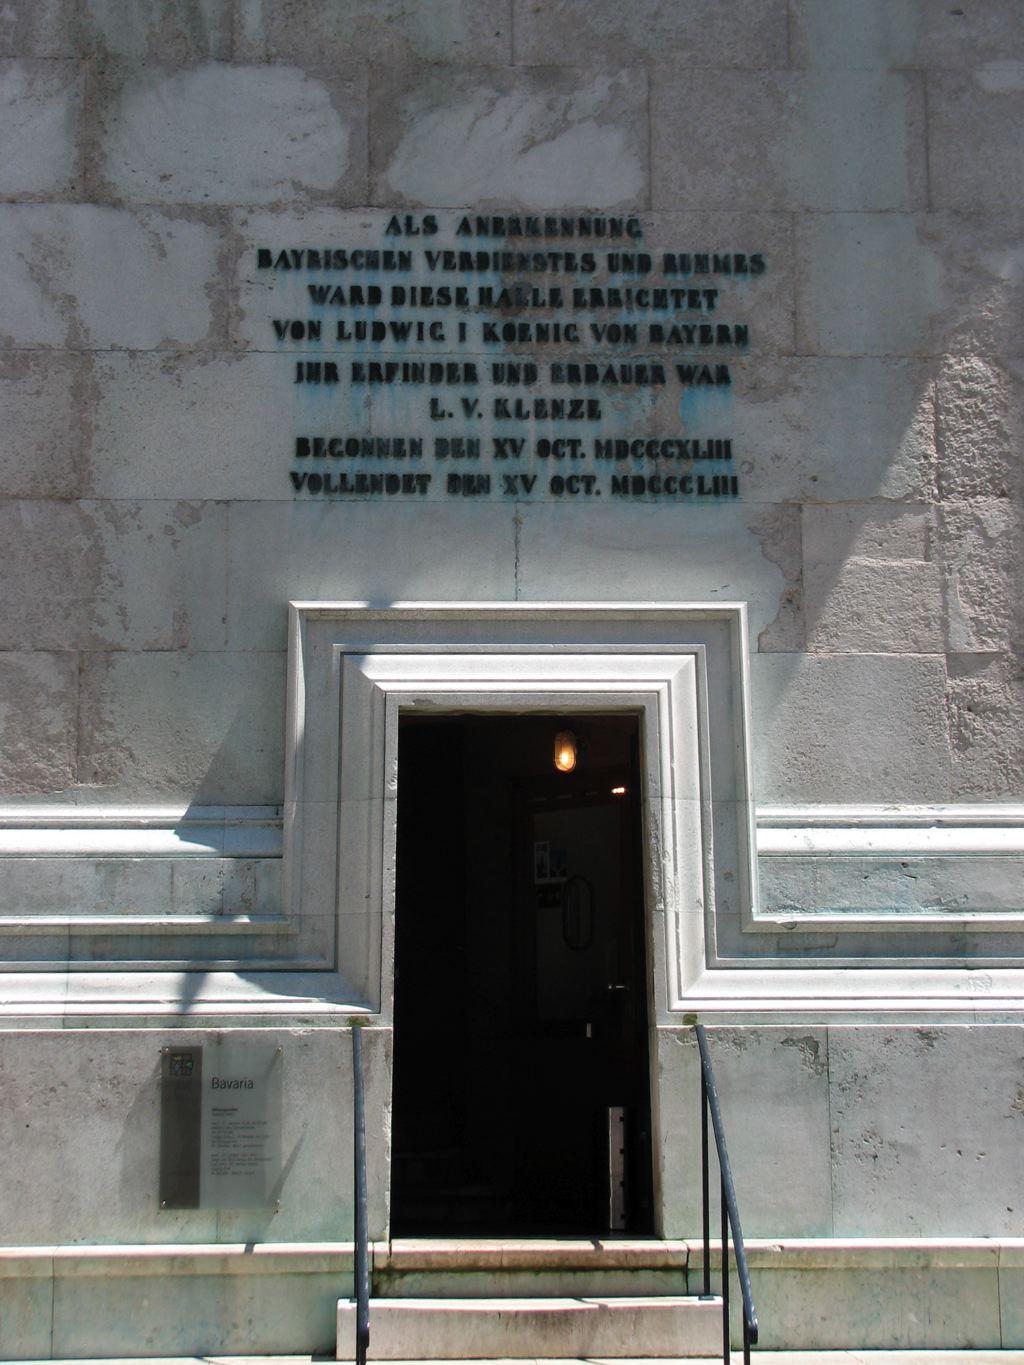 ALS ANERKENNUNG
BAYRISCHEN VERDIENSTES UND RUHMES
WARD DIESE HALLE ERRICHTET
VON LUDWIG I KOENIG VON BAYERN
IHR ERFINDER UND ERBAUER WAR
L. V. KLENZE
BEGONNEN DEN XV OCT. MDCCCXLIII
VOLLENDET DEN XV OCT. MDCCCLIII
Bavaria